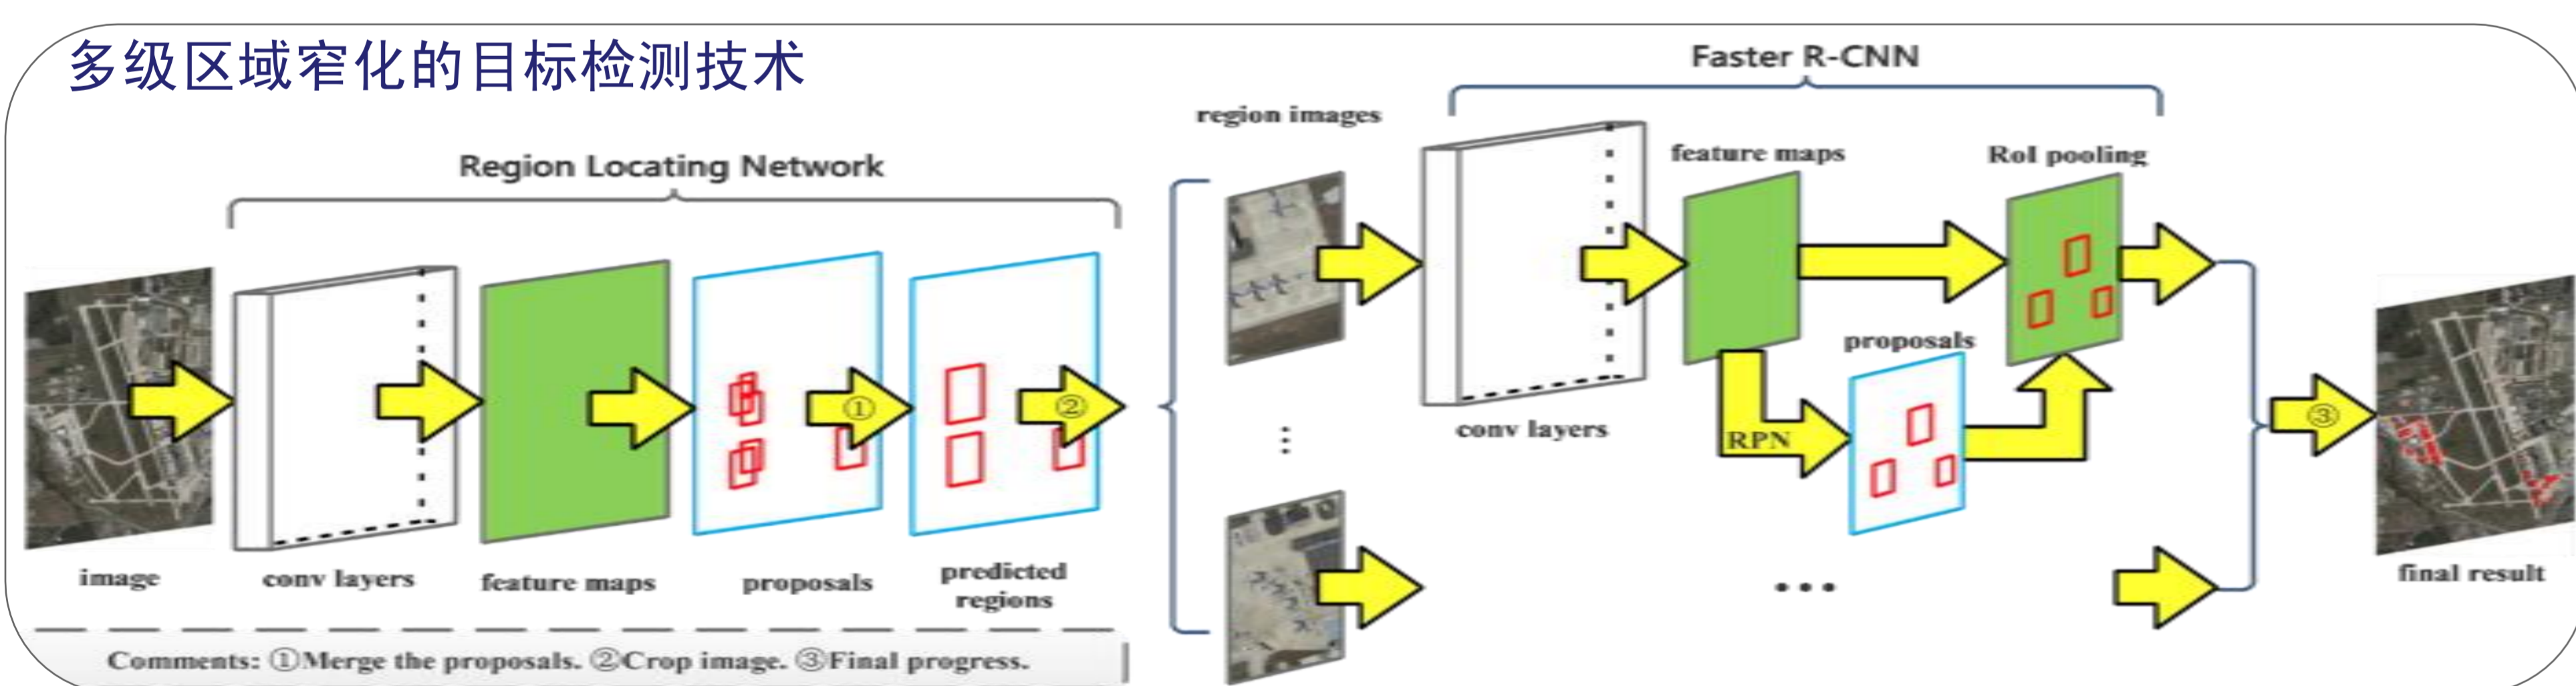 多级区域窄化的目标检测技术
Region Locating Network
image
conv layers
feature maps
proposals
①
predicted
regions
②
Comments: ①Merge the proposals. ②Crop image. ③Final progress.
region images
⋮
Faster R-CNN
conv layers
feature maps
RoI pooling
RPN
proposals
...
③
final result